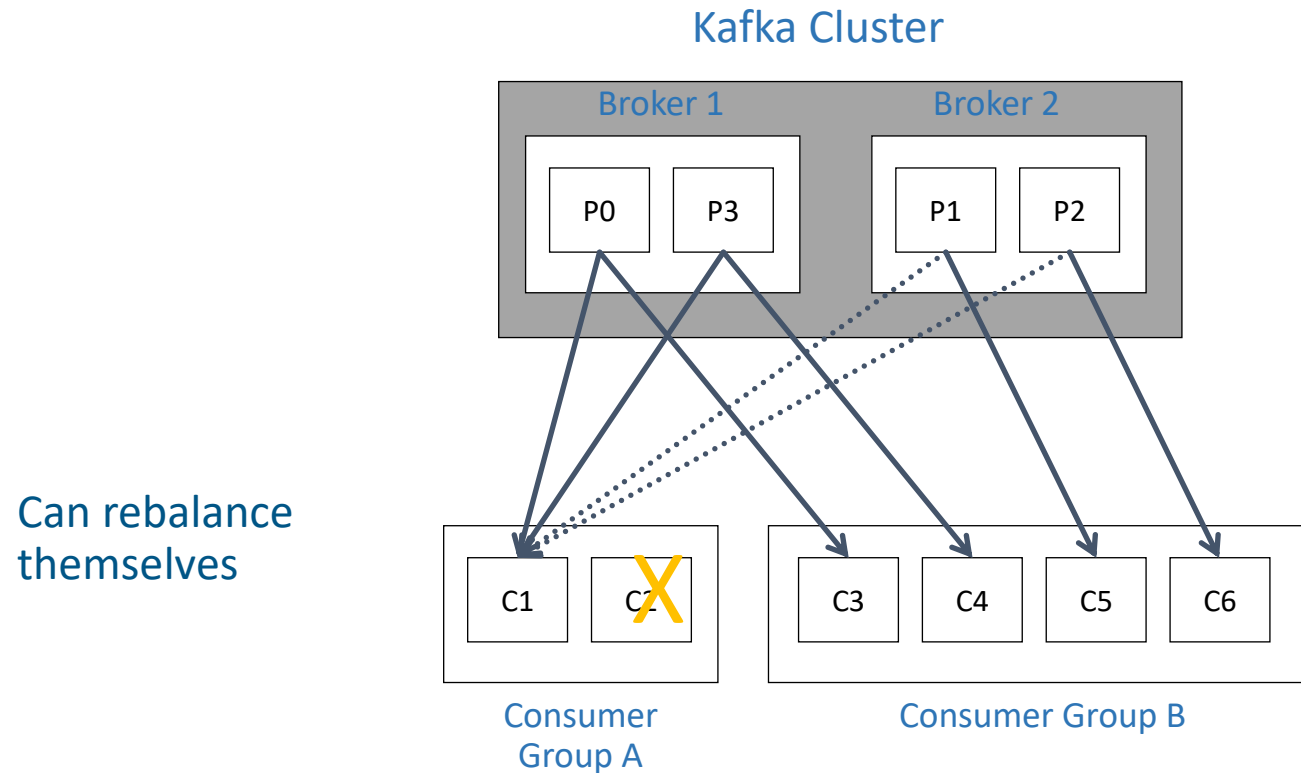 Kafka Cluster
Broker 1
Broker 2
P0
P3
P1
P2
Can rebalance
themselves
C1
C2
X
C3
C4
C5
C6
Consumer
Group A
Consumer Group B